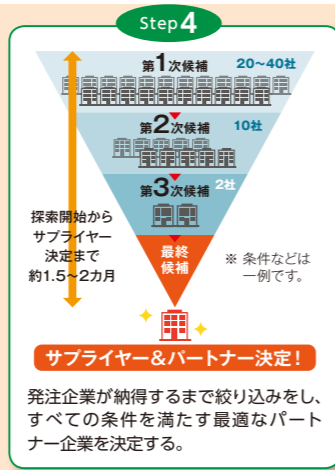 Step4
第1次候補 20〜40社
第2次候補 10社
第3次候補 2社
探索開始から
サプライヤー
決定まで
約1.5〜2カ月
最終
候補
※ 条件などは
一例です。
サプライヤー&パートナー決定!
発注企業が納得するまで絞り込みをし、
すべての条件を満たす最適なパート
ナー企業を決定する。